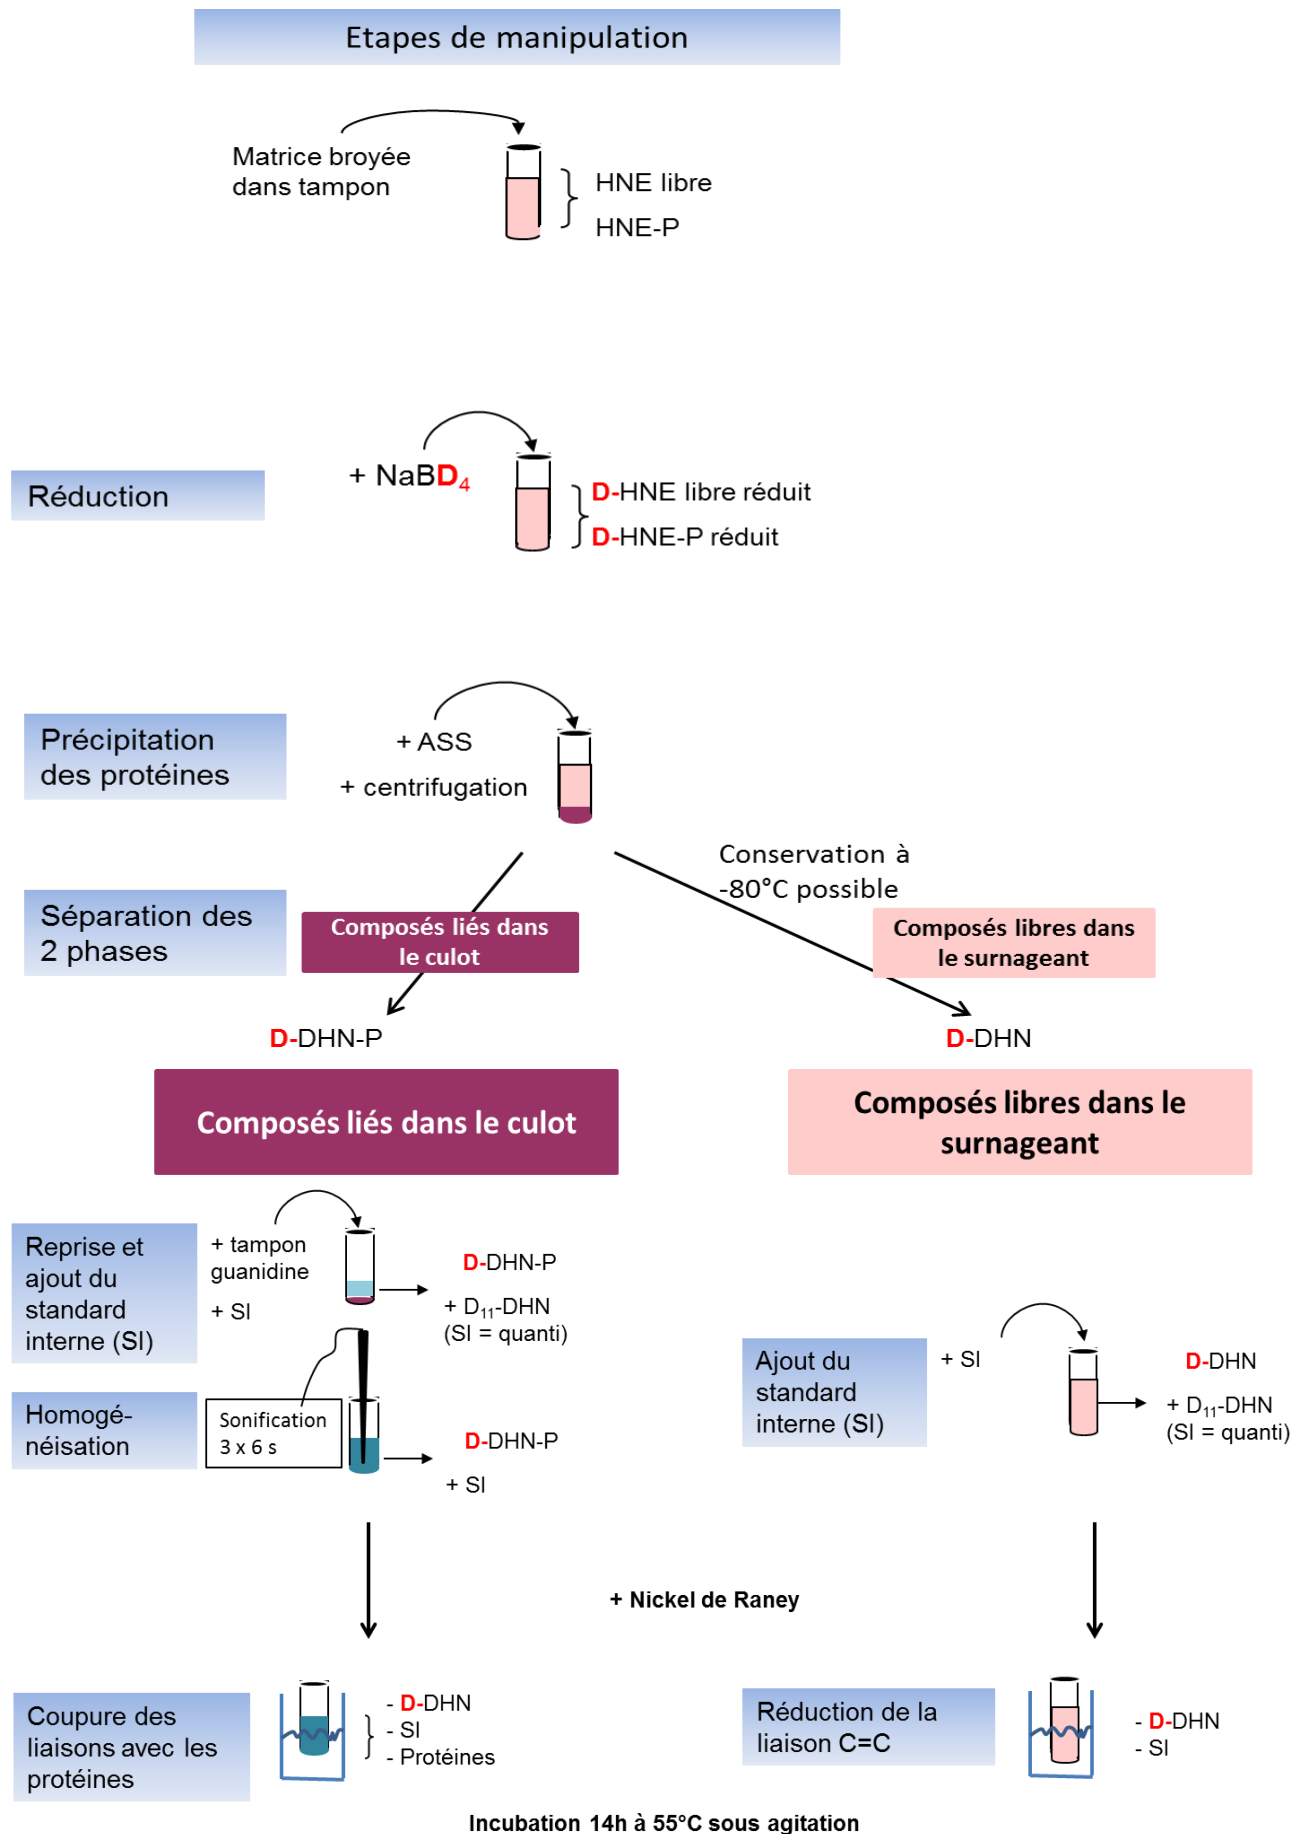 Etapes de manipulation
Matrice broyée
dans tampon
HNE libre
HNE-P
Réduction
+ NaBD4
D-HNE libre réduit
D-HNE-P réduit
Précipitation
des protéines
+ ASS
+ centrifugation
Conservation à
-80°C possible
Séparation des
2 phases
Composés liés dans
le culot
Composés libres dans
le surnageant
D-DHN-P
D-DHN
Composés liés dans le culot
Composés libres dans le
surnageant
Reprise et
ajout du
standard
interne (SI)
+ tampon
guanidine
+ SI
D-DHN-P
+ D11-DHN
(SI = quanti)
Ajout du
standard
interne (SI)
+ SI
D-DHN
+ D11-DHN
(SI = quanti)
Homogé-
néisation
Sonification
3 x 6 s
D-DHN-P
+ SI
+ Nickel de Raney
Coupure des
liaisons avec les
protéines
- D-DHN
- SI
- Protéines
Réduction de la
liaison C=C
- D-DHN
- SI
Incubation 14h à 55°C sous agitation